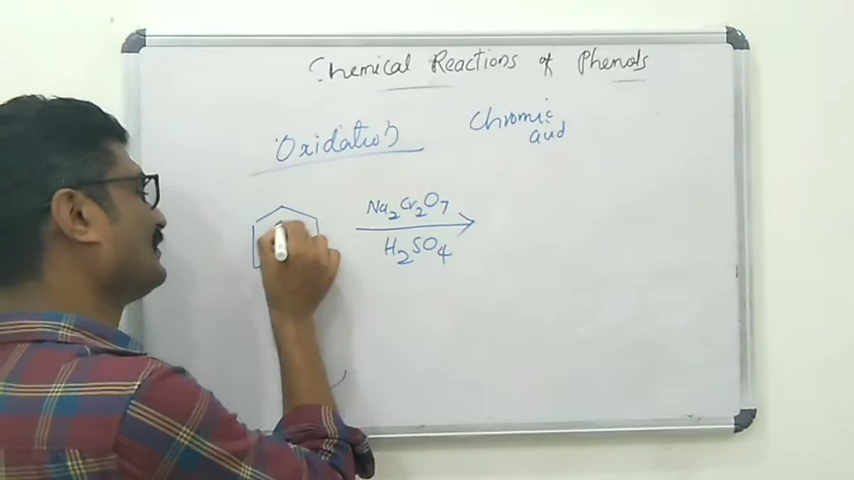 Chemical Reactions of Phenols
Oxidation
Chromic
acid
Na2Cr2O7
H2SO4